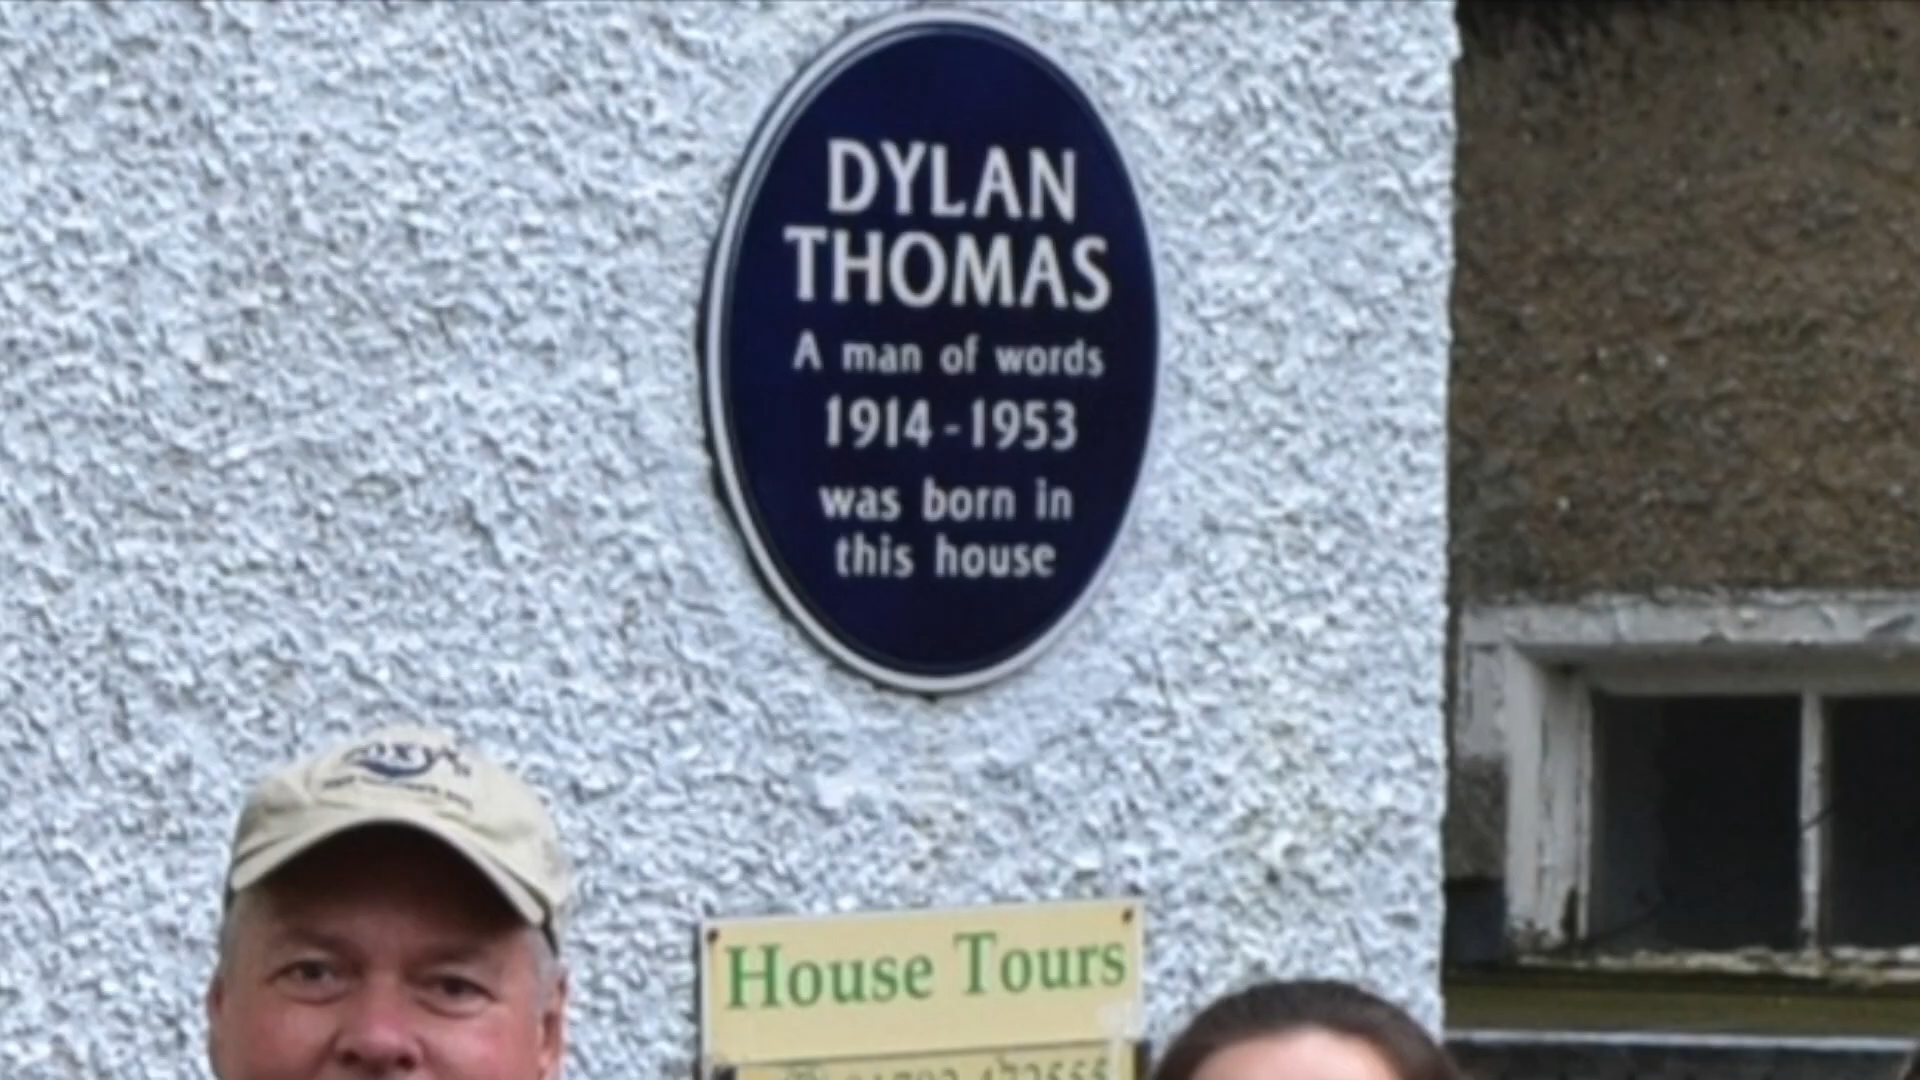 DYLAN
THOMAS
A man of words
1914-1953
was born in
this house
House Tours